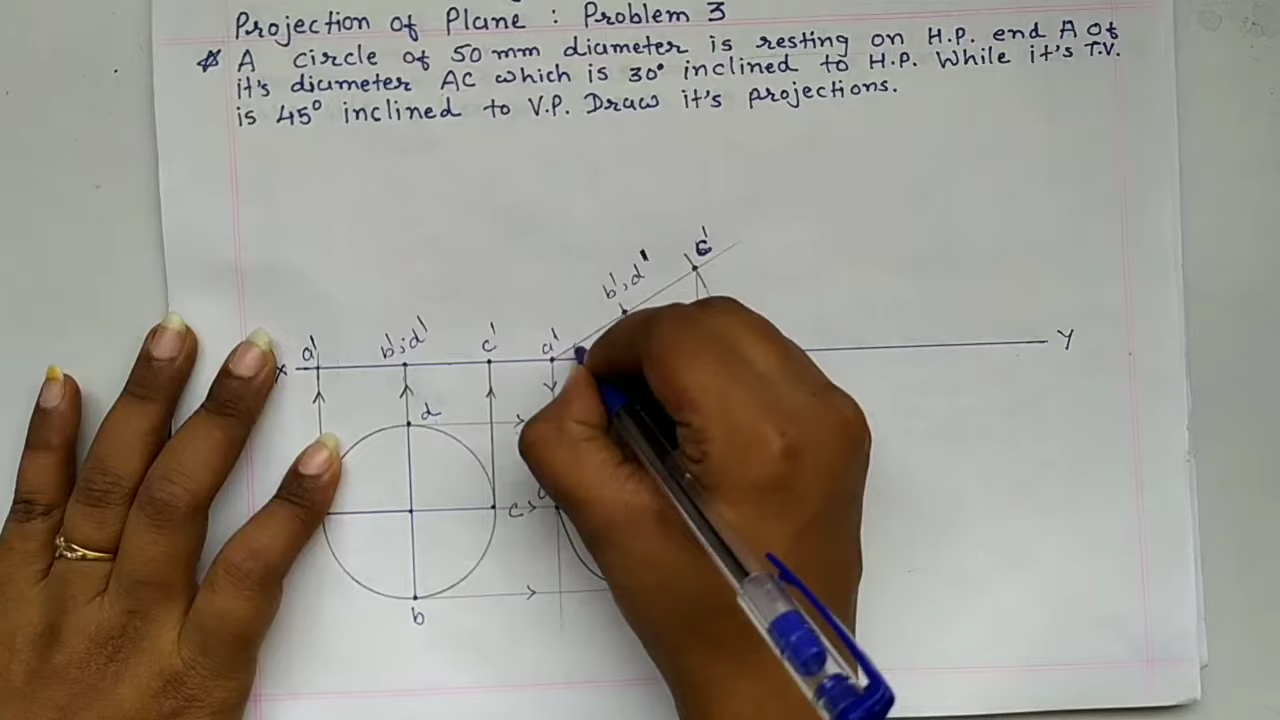 Projection of Plane : Problem 3
A circle of 50 mm diameter is resting on H.P. end A of
it's diameter AC which is 30° inclined to H.P. While it's T.V.
is 45° inclined to V.P. Draw it's projections.
c'
b', d'
a' b'; d' c' a'
X Y
d
c
b